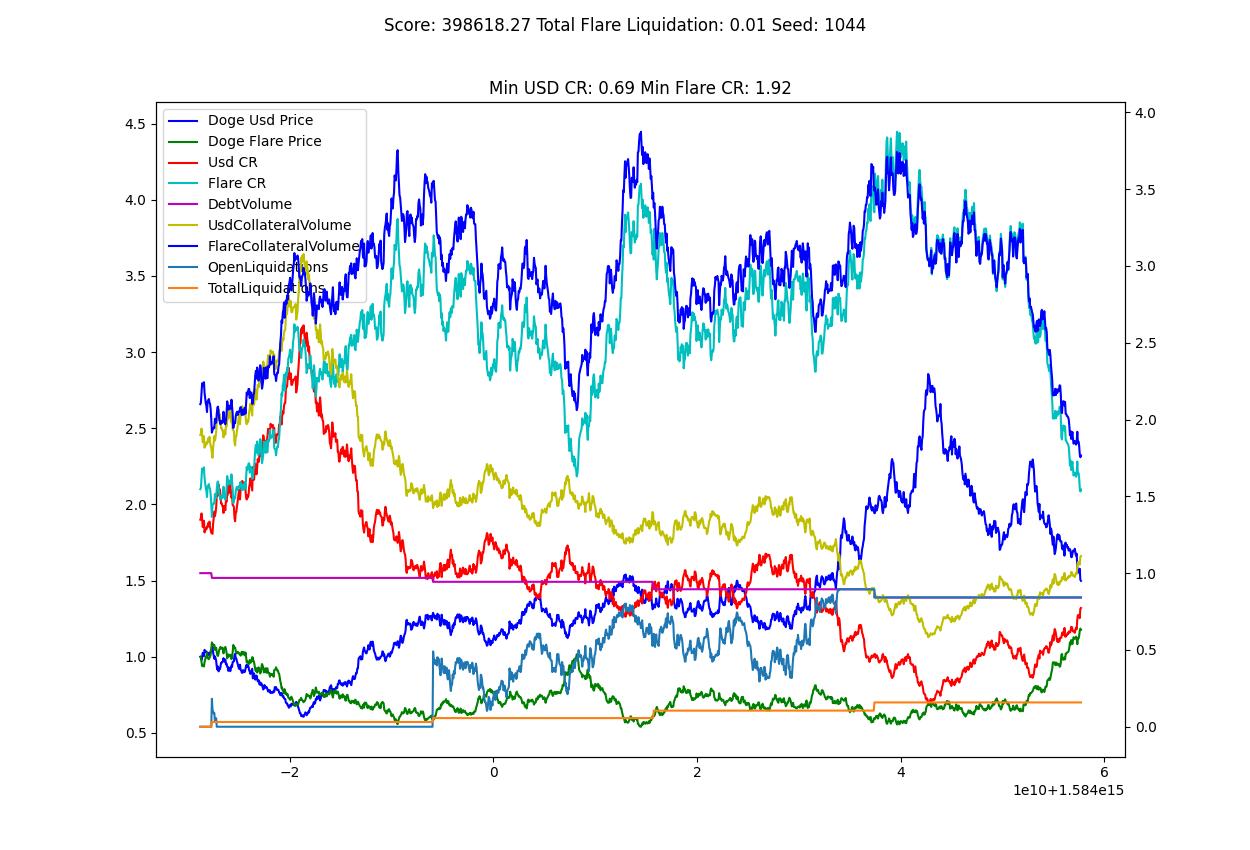 Score: 398618.27 Total Flare Liquidation: 0.01 Seed: 1044
Min USD CR: 0.69 Min Flare CR: 1.92
Doge Usd Price
Doge Flare Price
Usd CR
Flare CR
DebtVolume
UsdCollateralVolume
FlareCollateralVolume
OpenLiquidations
TotalLiquidations
4.5
4.0
3.5
3.0
2.5
2.0
1.5
1.0
0.5
4.0
3.5
3.0
2.5
2.0
1.5
1.0
0.5
0.0
−2 0 2 4 6
1e10+1.584e15